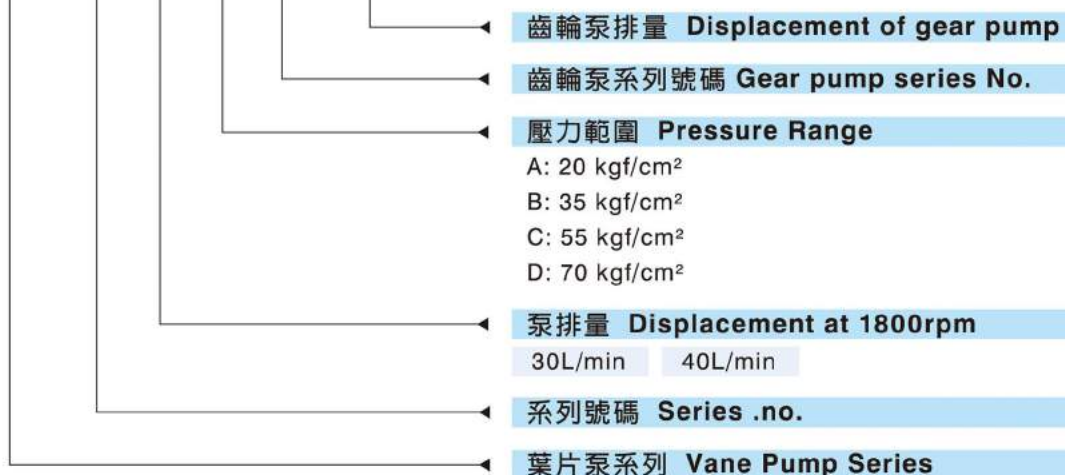 齒輪泵排量 Displacement of gear pump
齒輪泵系列號碼 Gear pump series No.
壓力範圍 Pressure Range
A: 20 kgf/cm²
B: 35 kgf/cm²
C: 55 kgf/cm²
D: 70 kgf/cm²
泵排量 Displacement at 1800rpm
30L/min 40L/min
系列號碼 Series .no.
葉片泵系列 Vane Pump Series